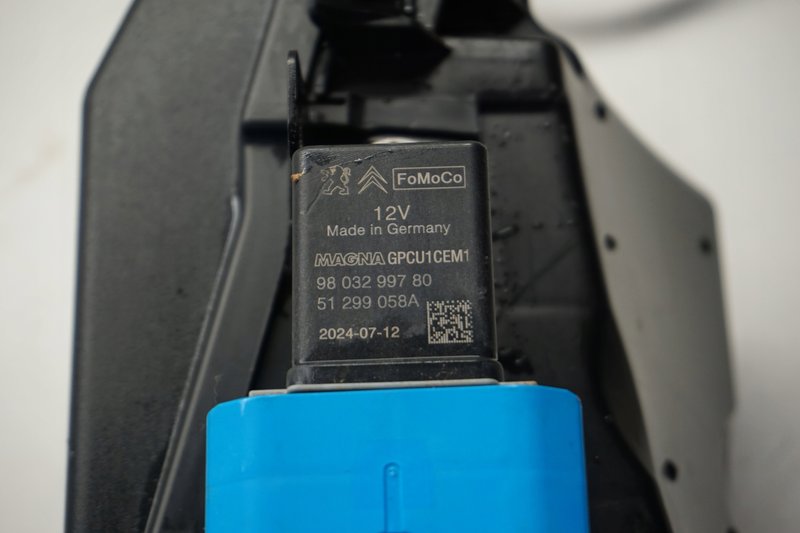 FoMoCo
12V
Made in Germany
MAGNA GPCU1CEM1
98 032 997 80
51 299 058A
2024-07-12